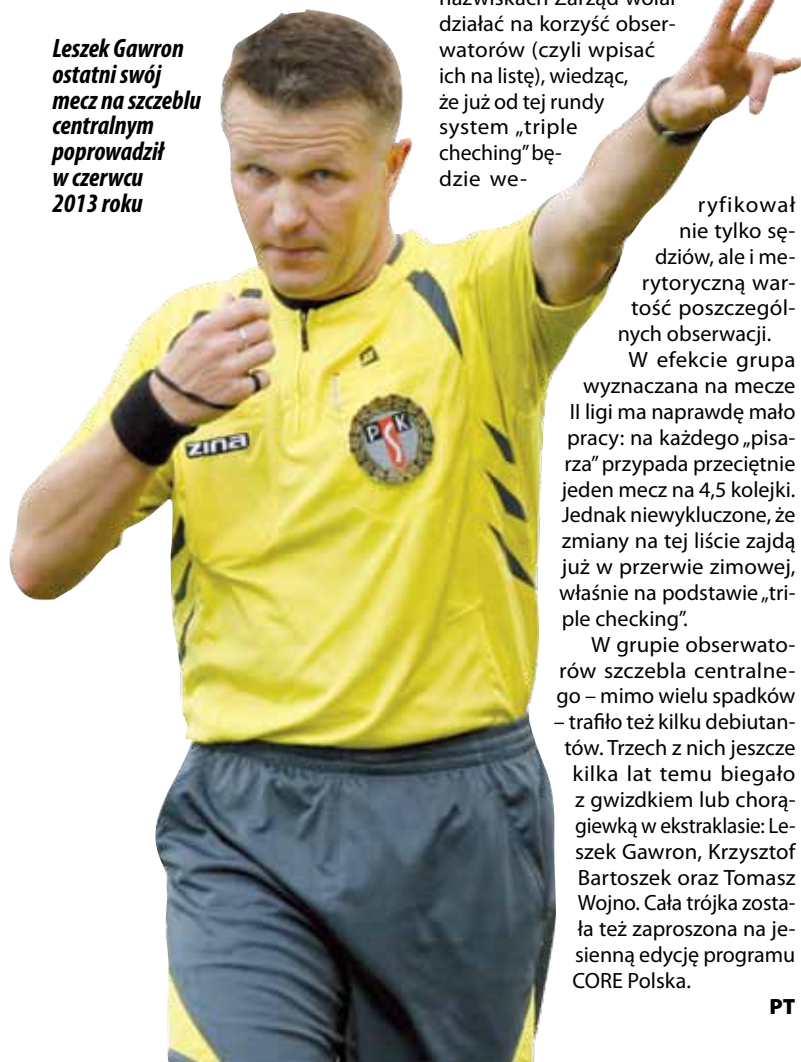 Leszek Gawron
ostatni swój
mecz na szczeblu
centralnym
poprowadził
w czerwcu
2013 roku
nazwiskach Zarząd wolał
działać na korzyść obser-
watorów (czyli wpisać
ich na listę), wiedząc,
że już od tej rundy
system „triple
cheching” bę-
dzie we-
ryfikował
nie tylko sę-
dziów, ale i me-
rytoryczną war-
tość poszczegól-
nych obserwacji.
W efekcie grupa
wyznaczana na mecze
II ligi ma naprawdę mało
pracy: na każdego „pisa-
rza” przypada przeciętnie
jeden mecz na 4,5 kolejki.
Jednak niewykluczone, że
zmiany na tej liście zajdą
już w przerwie zimowej,
właśnie na podstawie „tri-
ple checking”.
W grupie obserwato-
rów szczebla centralne-
go – mimo wielu spadków
– trafiło też kilku debiutan-
tów. Trzech z nich jeszcze
kilka lat temu biegało
z gwizdkiem lub chorą-
giewką w ekstraklasie: Le-
szek Gawron, Krzysztof
Bartoszek oraz Tomasz
Wojno. Cała trójka zosta-
ła też zaproszona na je-
sienną edycję programu
CORE Polska.
PT
zina
PSK